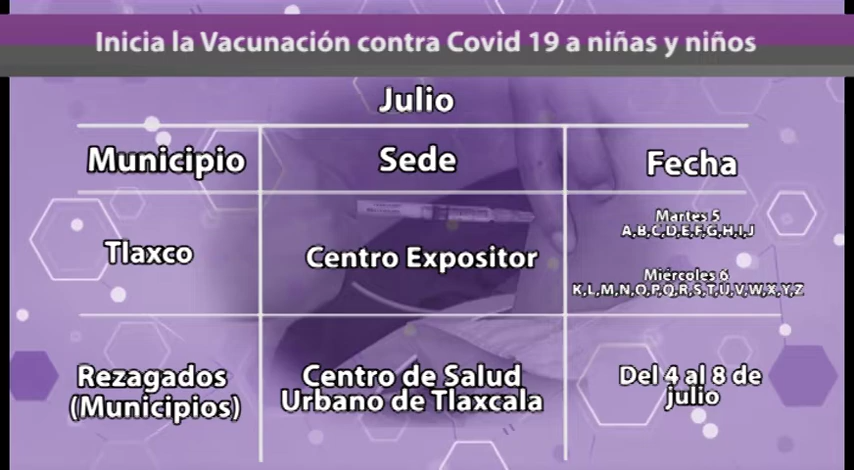 Inicia la Vacunación contra Covid 19 a niñas y niños
Julio
Municipio
Sede
Fecha
Tlaxco
Centro Expositor
Martes 5
A,B,C,D,E,F,G,H,I,J
Miércoles 6
K,L,M,N,O,P,Q,R,S,T,U,V,W,X,Y,Z
Rezagados
(Municipios)
Centro de Salud
Urbano de Tlaxcala
Del 4 al 8 de
julio